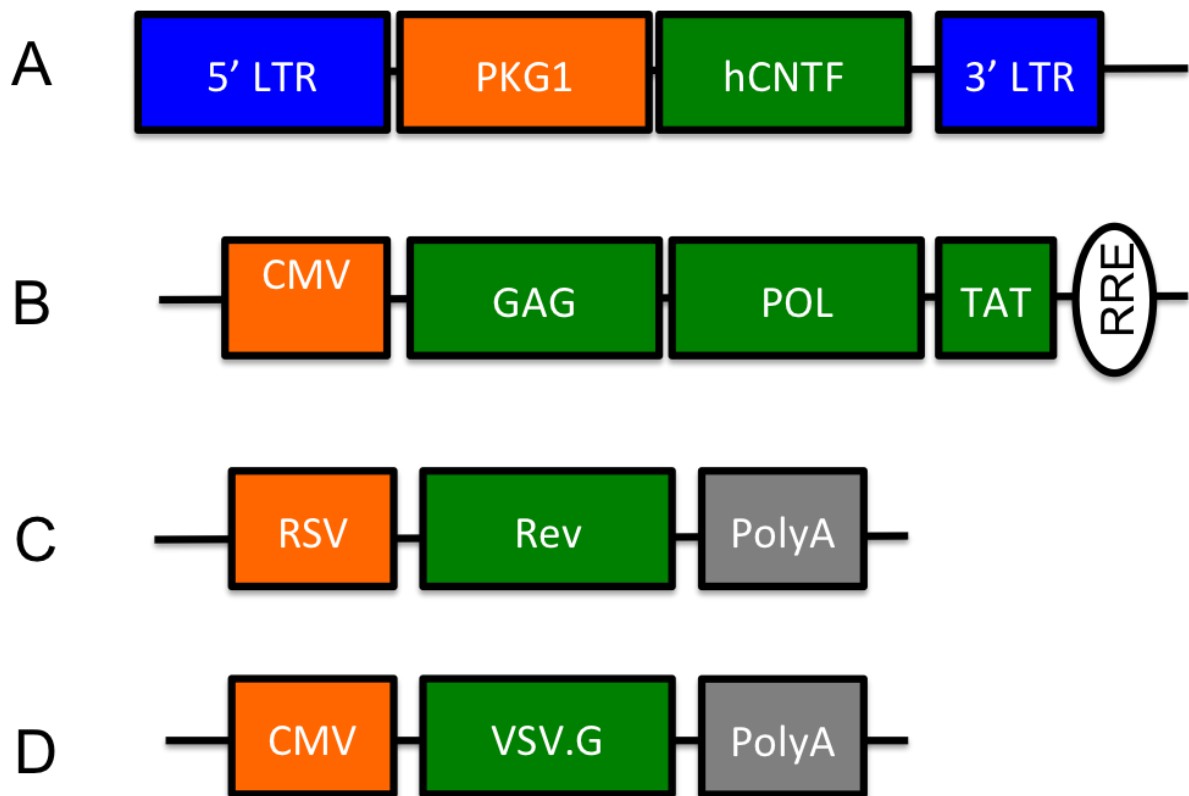 A 5’ LTR PKG1 hCNTF 3’ LTR
B CMV GAG POL TAT RRE
C RSV Rev PolyA
D CMV VSV.G PolyA